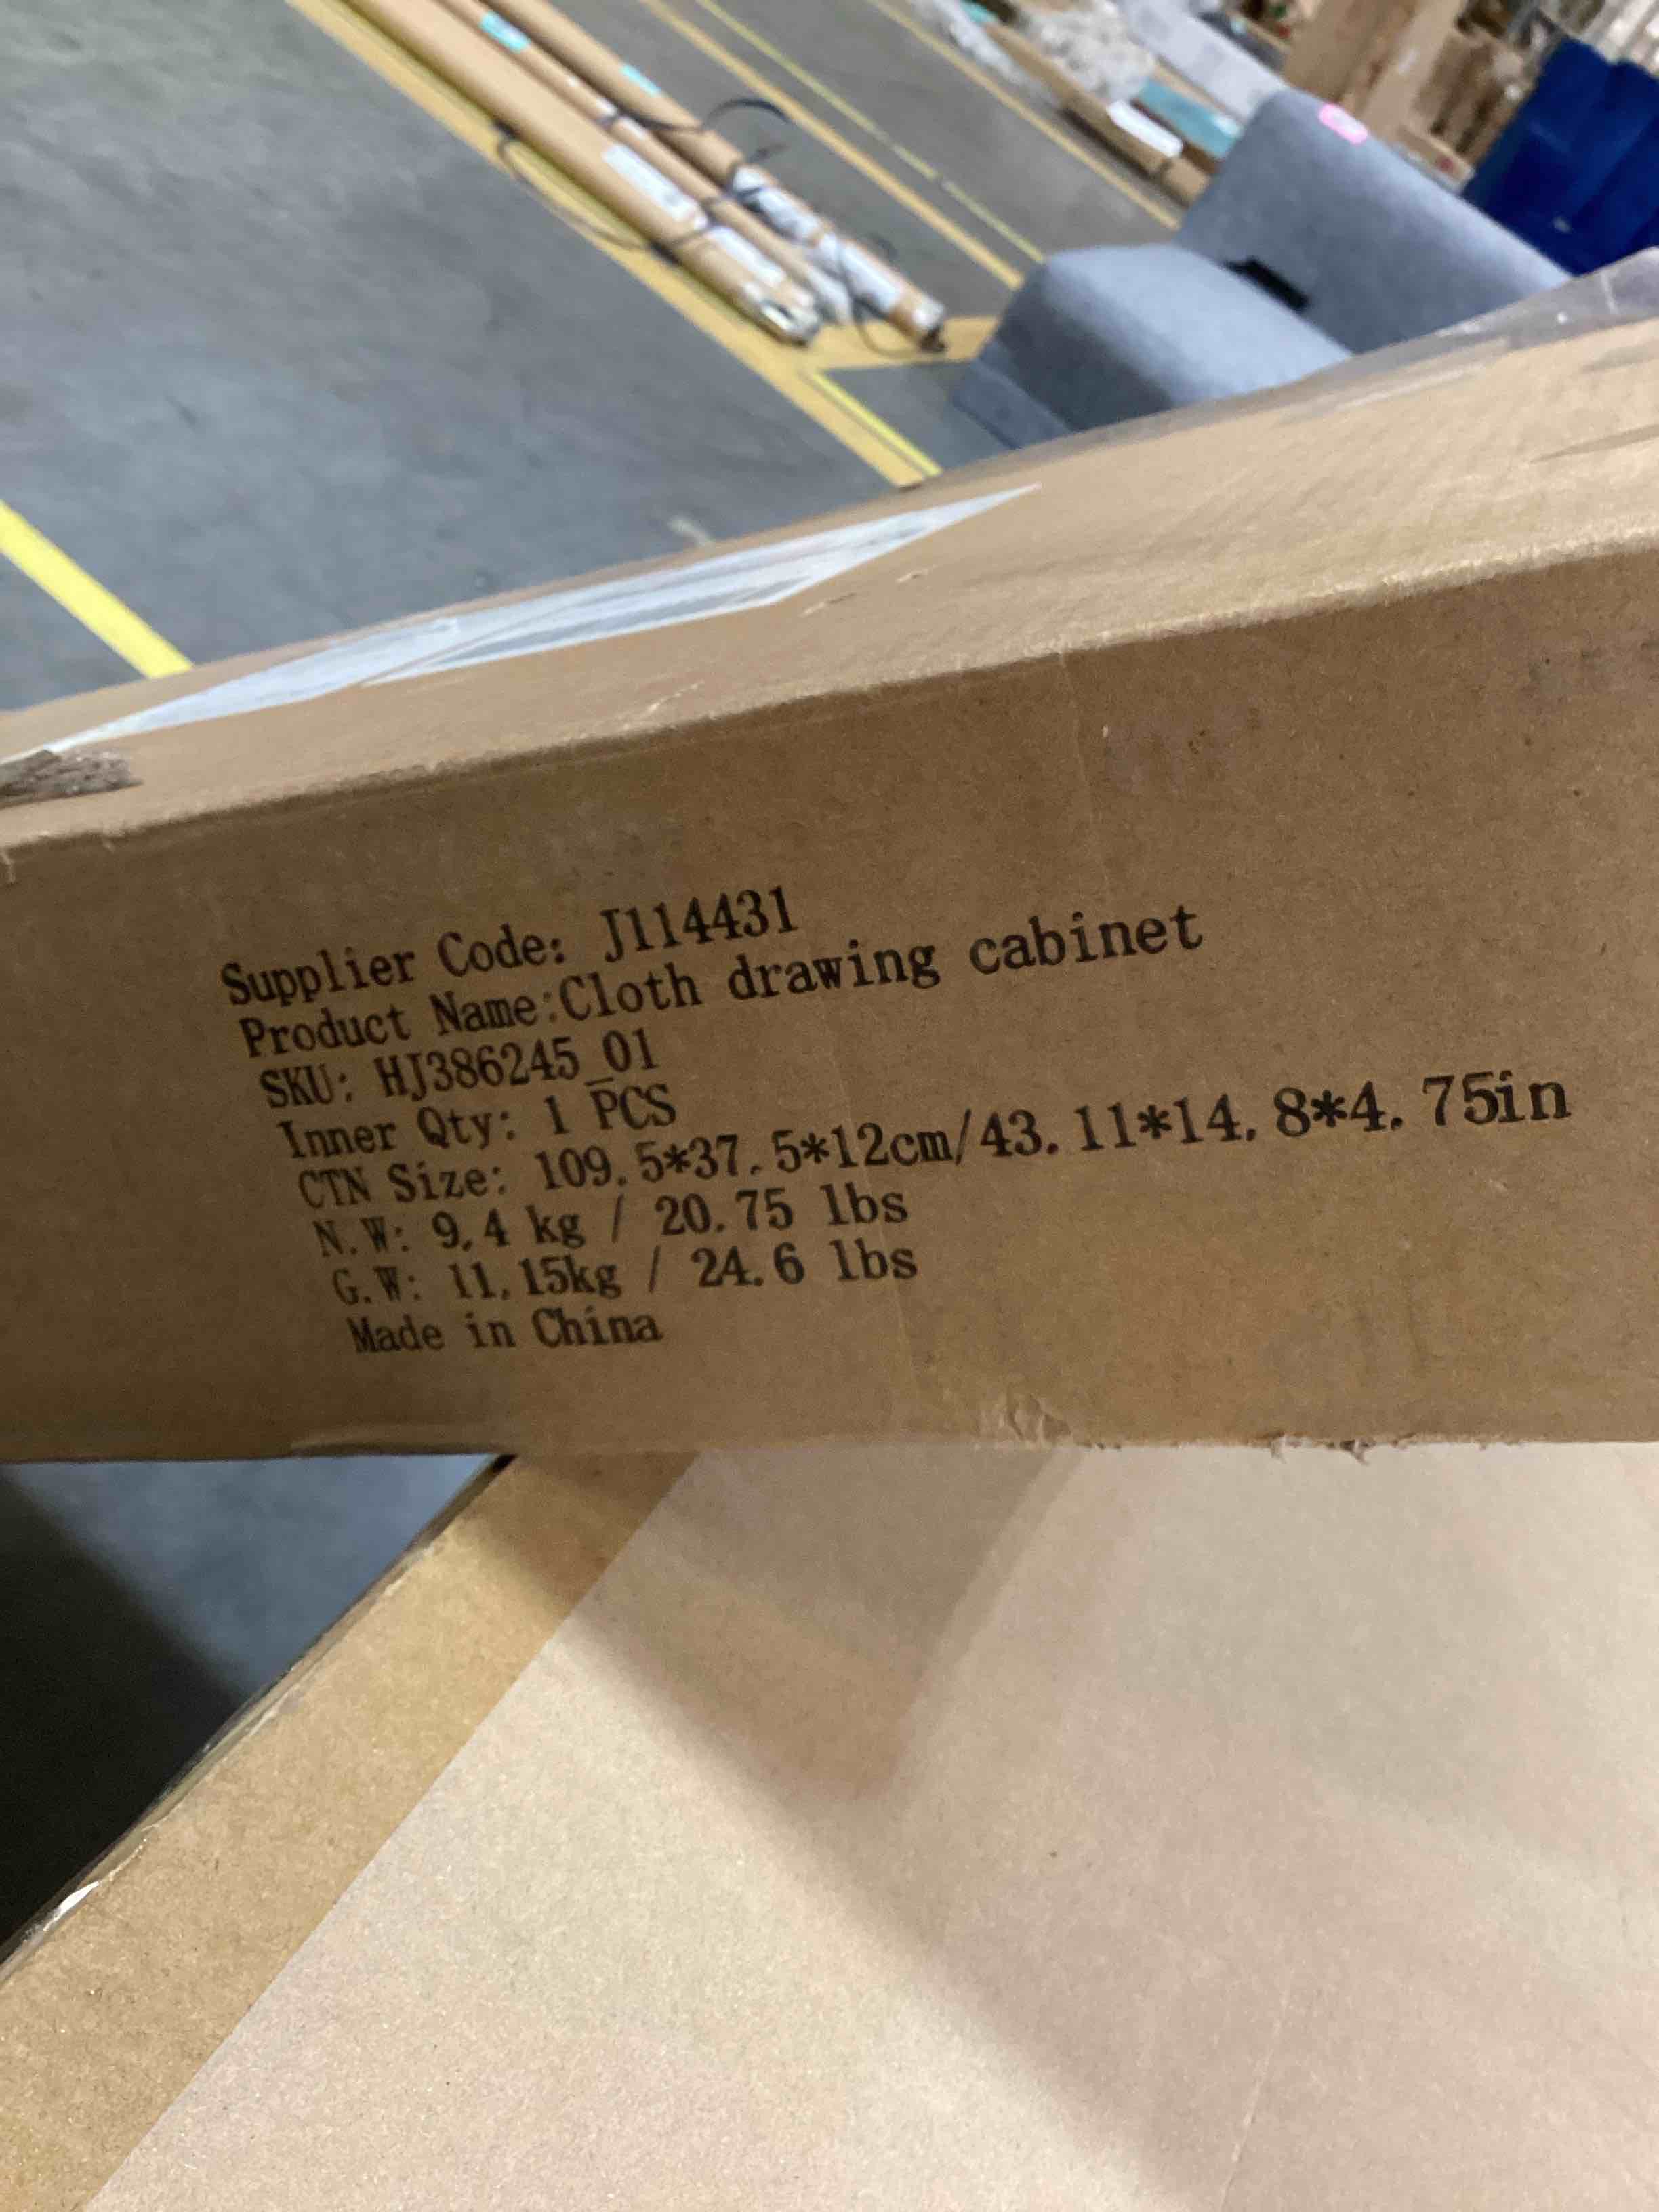 Supplier Code: J114431
Product Name:Cloth drawing cabinet
SKU: HJ386245_01
Inner Qty: 1 PCS
CTN Size: 109.5*37.5*12cm/43.11*14.8*4.75in
N.W: 9.4 kg / 20.75 lbs
G.W: 11.15kg / 24.6 lbs
Made in China